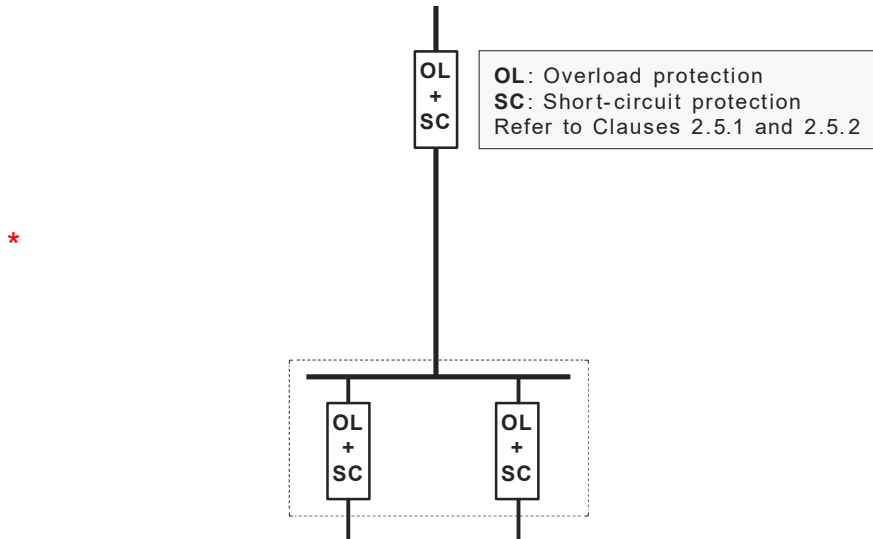 OL
+
SC
OL: Overload protection
SC: Short-circuit protection
Refer to Clauses 2.5.1 and 2.5.2
*
OL
+
SC
OL
+
SC